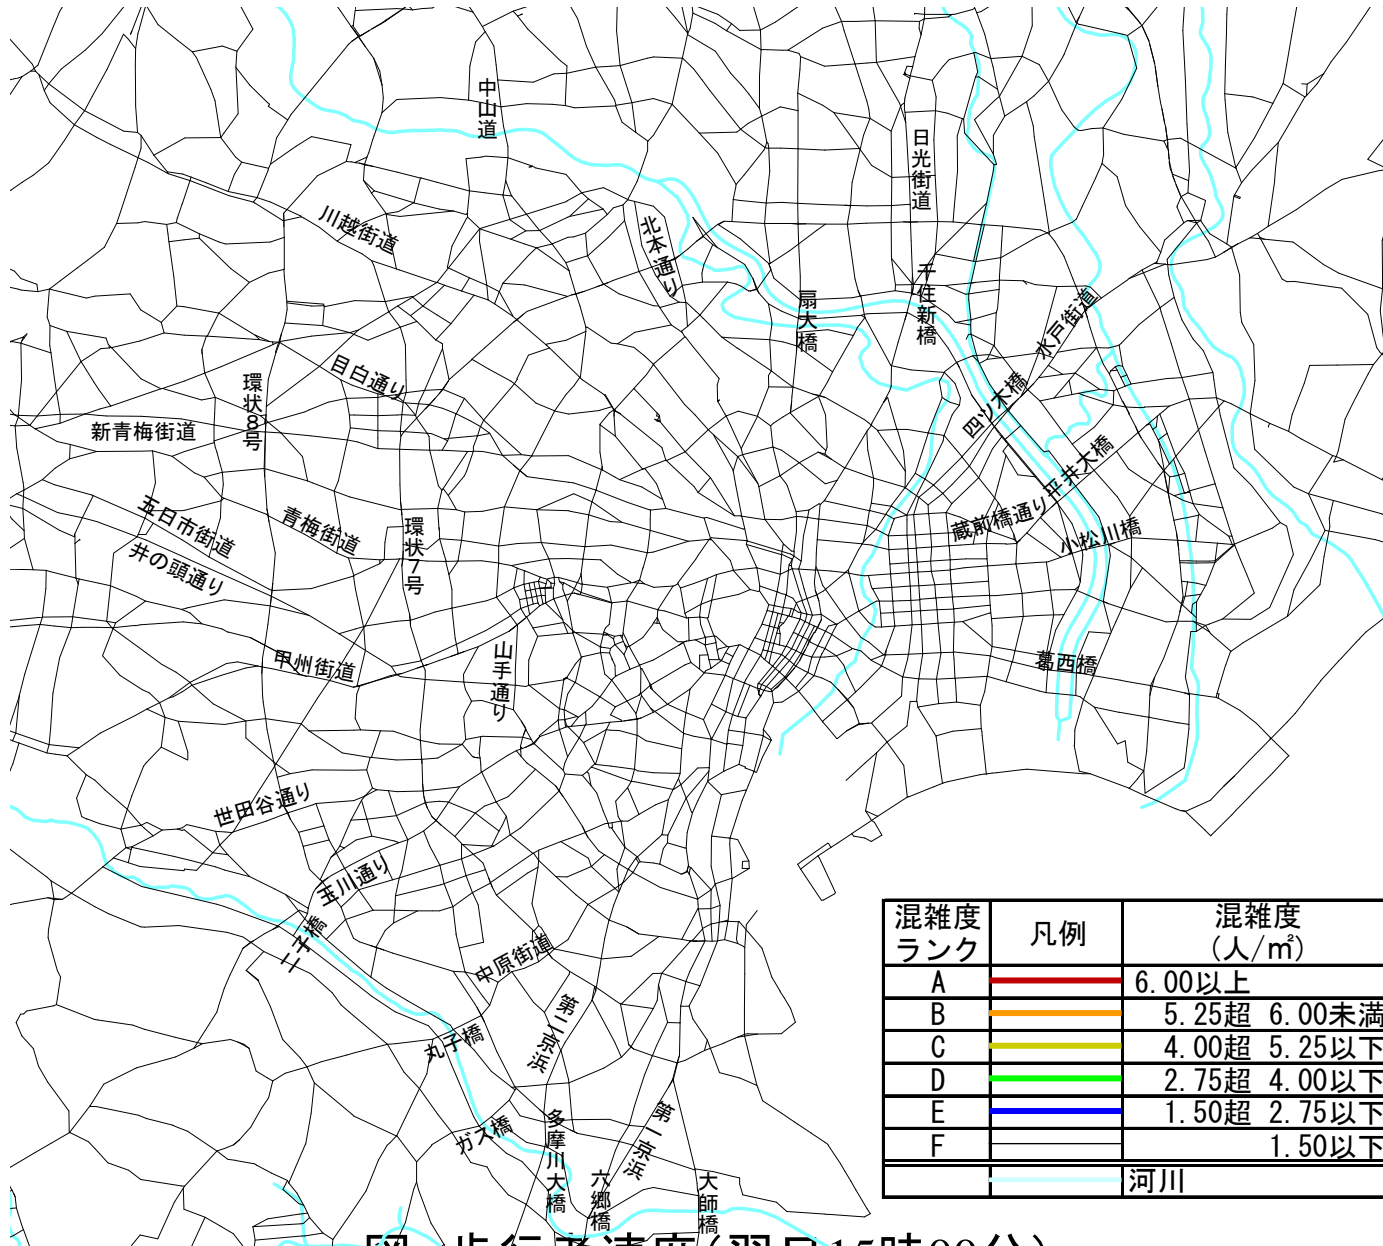 中山道
日光街道
川越街道
北本通り
千住新橋
扇大橋
水戸街道
目白通り
環状8号
四ツ木橋
新青梅街道
平井大橋
五日市街道
青梅街道
環状7号
蔵前橋通り
小松川橋
井の頭通り
甲州街道
山手通り
葛西橋
世田谷通り
玉川通り
二子橋
中原街道
第二京浜
丸子橋
ガス橋
多摩川大橋
第一京浜
六郷橋
大師橋
混雑度ランク 凡例 混雑度(人/㎡)
A 6.00以上
B 5.25超 6.00未満
C 4.00超 5.25以下
D 2.75超 4.00以下
E 1.50超 2.75以下
F 1.50以下
河川
(翌日15時00分)